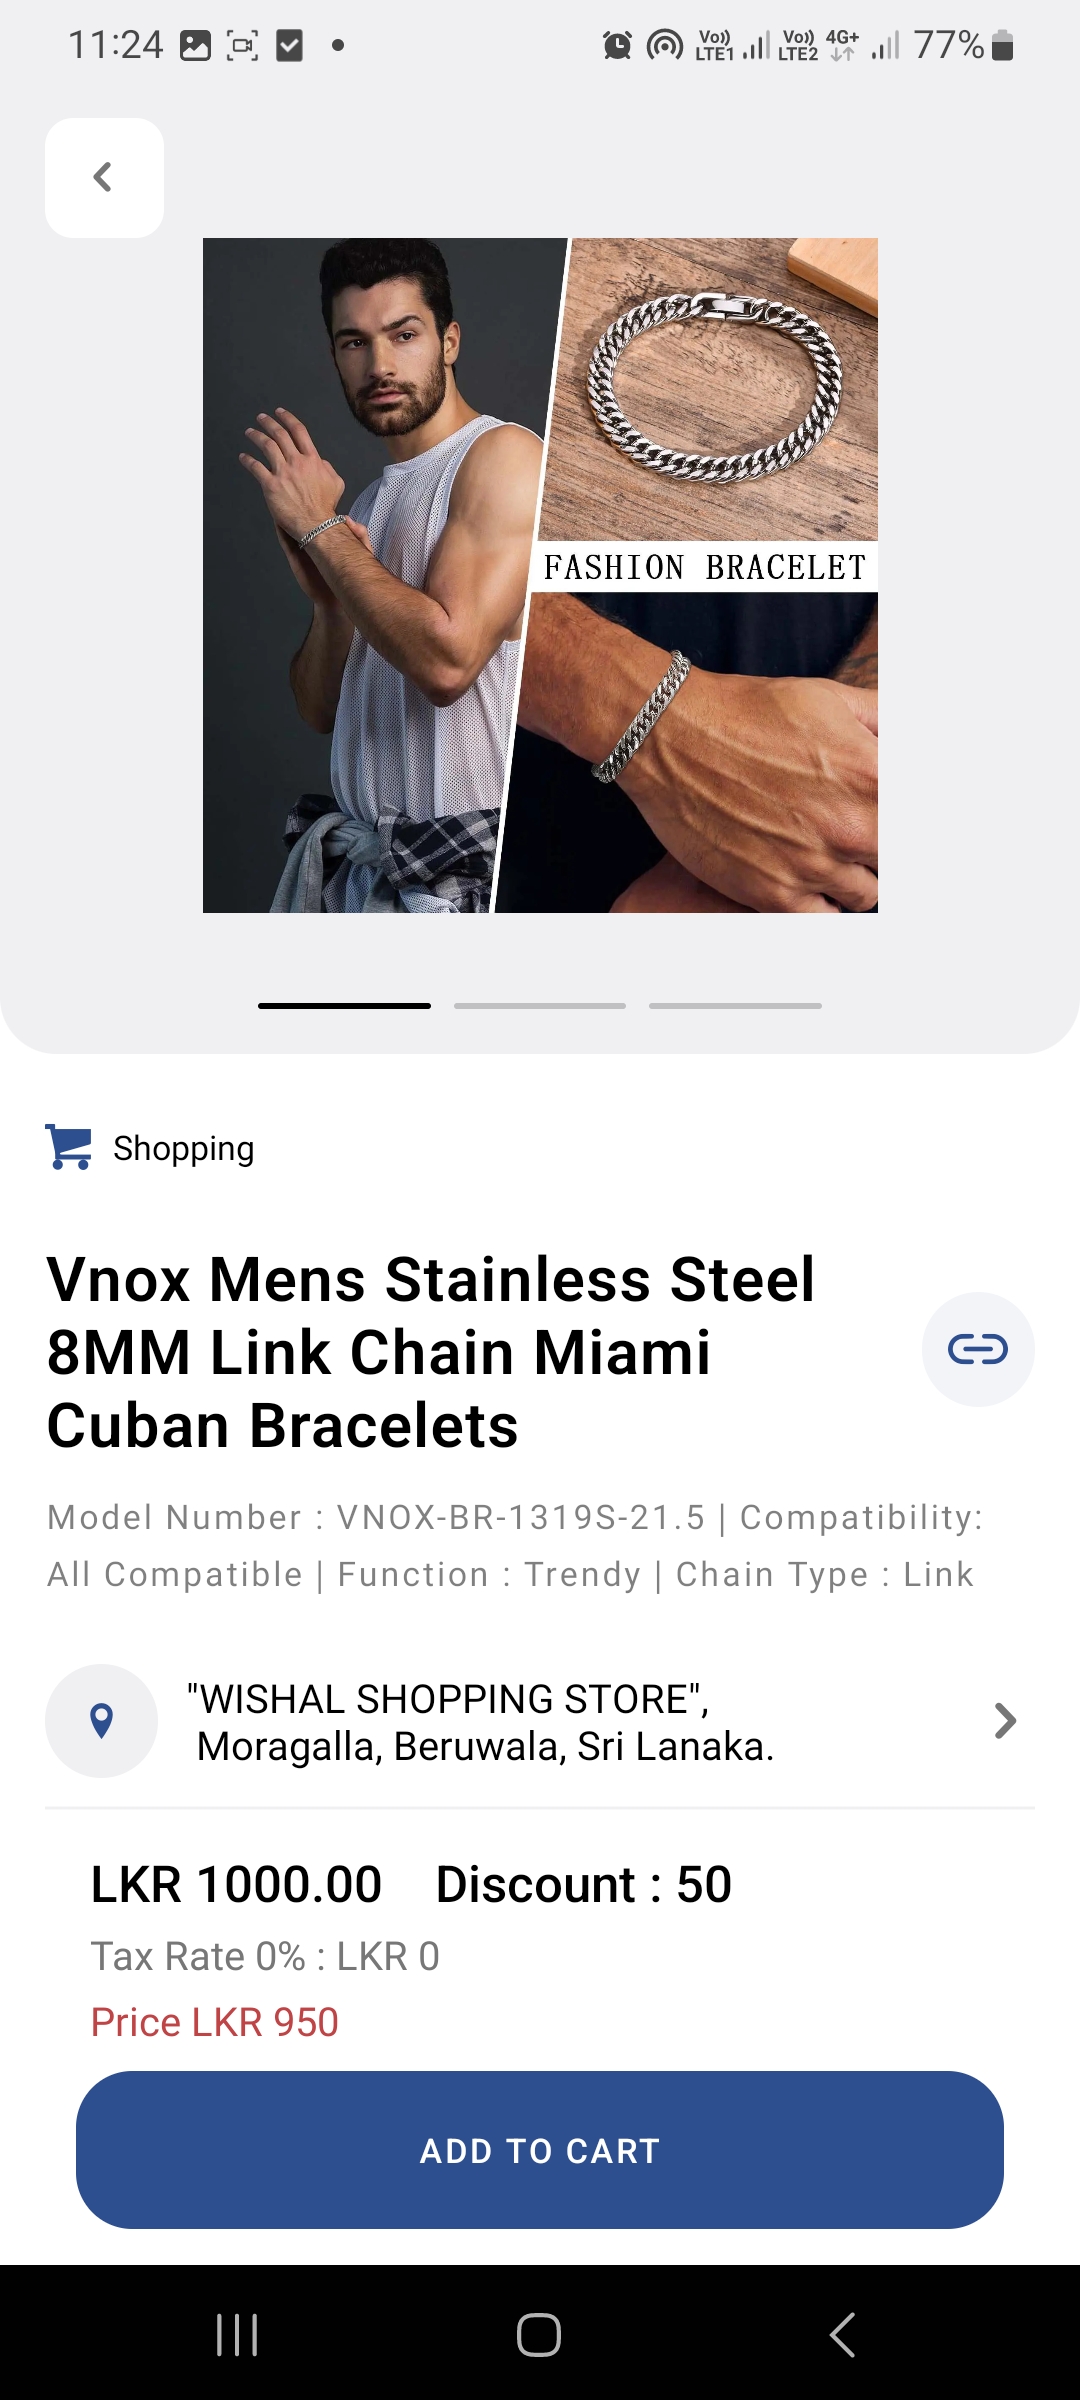 11:24
Vo)) LTE1 Vo)) LTE2 4G+ 77%
FASHION BRACELET
Shopping
Vnox Mens Stainless Steel
8MM Link Chain Miami
Cuban Bracelets
Model Number : VNOX-BR-1319S-21.5 | Compatibility:
All Compatible | Function : Trendy | Chain Type : Link
"WISHAL SHOPPING STORE",
Moragalla, Beruwala, Sri Lanaka.
LKR 1000.00 Discount : 50
Tax Rate 0% : LKR 0
Price LKR 950
ADD TO CART